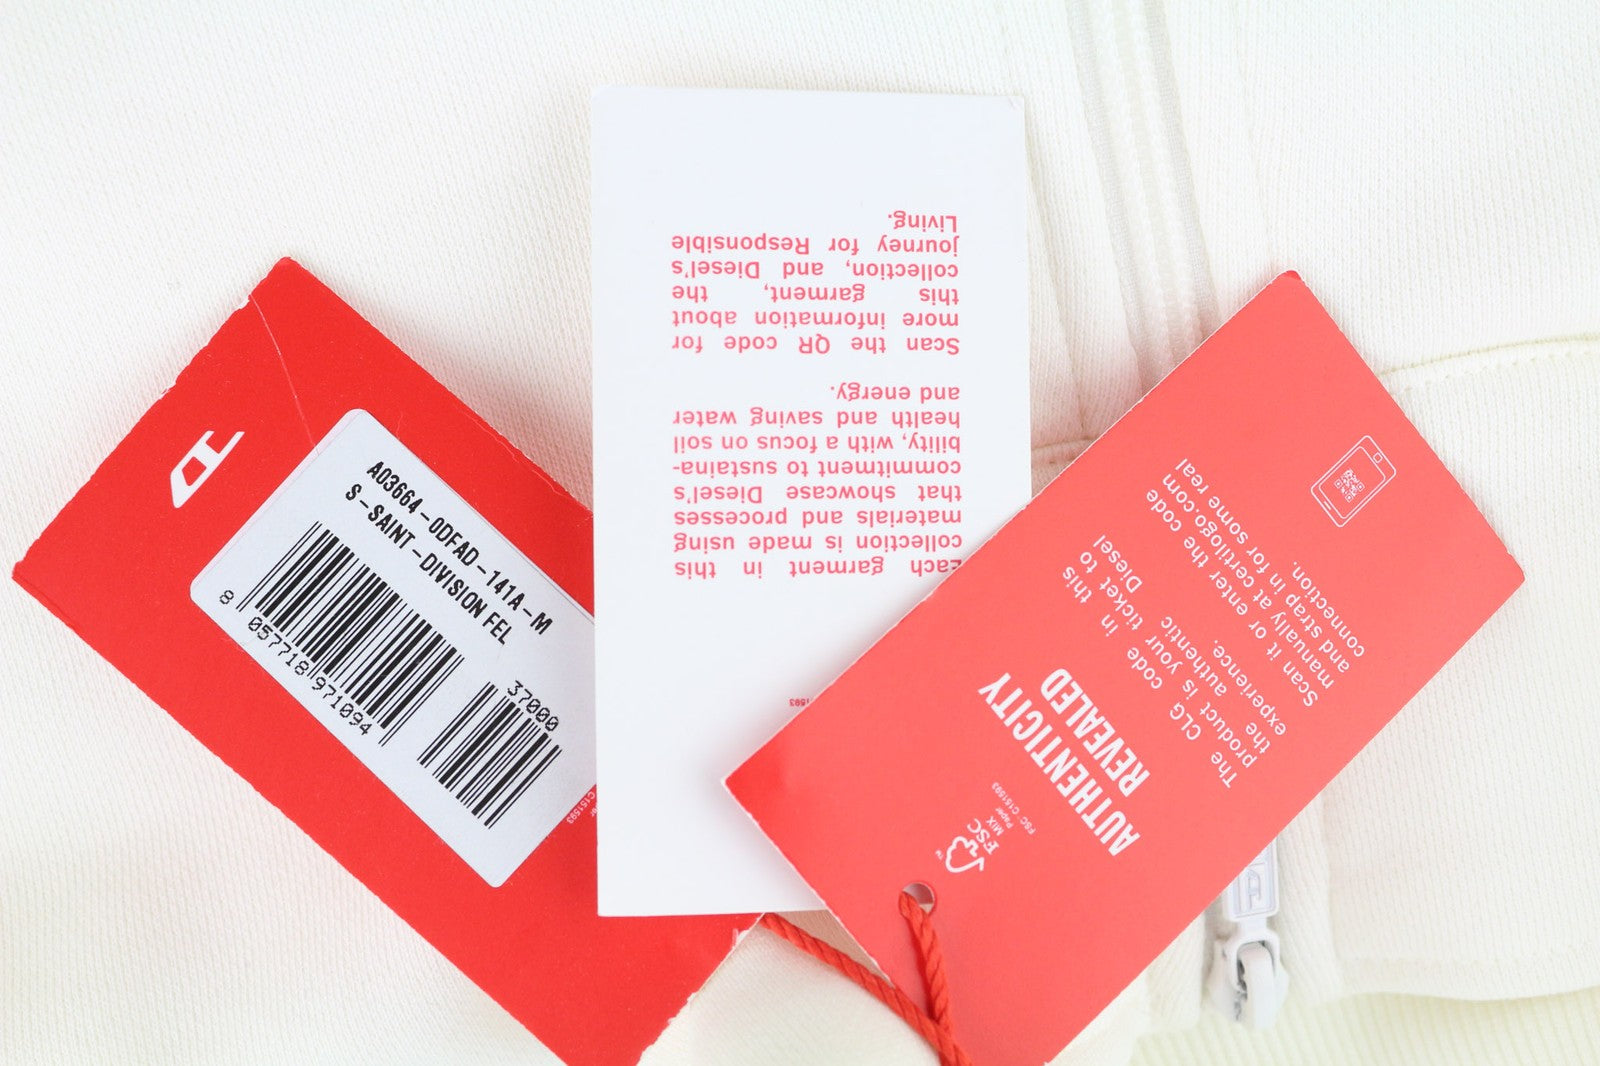 A03664-0DFAD-141A-M
S-SAINT-DIVISION FEL
8
057718
971094
37000
C151593
Each garment in this
collection is made using
materials and processes
that showcase Diesel's
commitment to sustaina-
bility, with a focus on soil
health and saving water
and energy.
Scan the QR code for
more information about
this garment, the
collection, and Diesel's
journey for Responsible
Living.
AUTHENTICITY
REVEALED
The CLG code in this
product is your ticket to
the authentic Diesel
experience.
Scan it or enter the code
manually at certilogo.com
and strap in for some real
connection.
FSC
MIX
Paper
FSC C151593